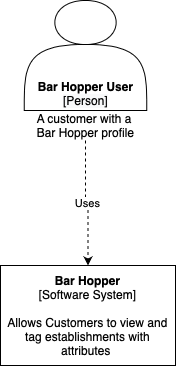 Bar Hopper User
[Person]
A customer with a
Bar Hopper profile
Uses
Bar Hopper
[Software System]
Allows Customers to view and
tag establishments with
attributes